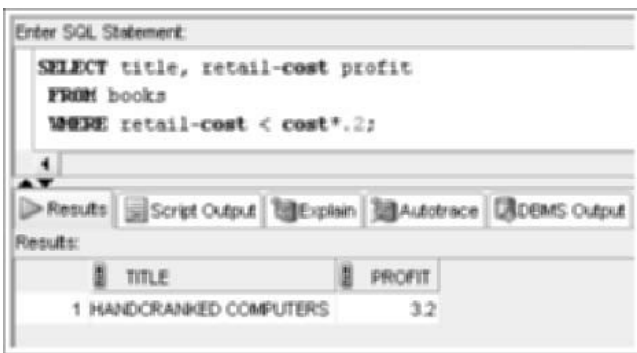 Enter SQL Statement:
SELECT title, retail-cost profit
FROM books
WHERE retail-cost < cost*.2;
Results Script Output Explain Autotrace DBMS Output
Results:
TITLE PROFIT
1 HANDCRANKED COMPUTERS 3.2